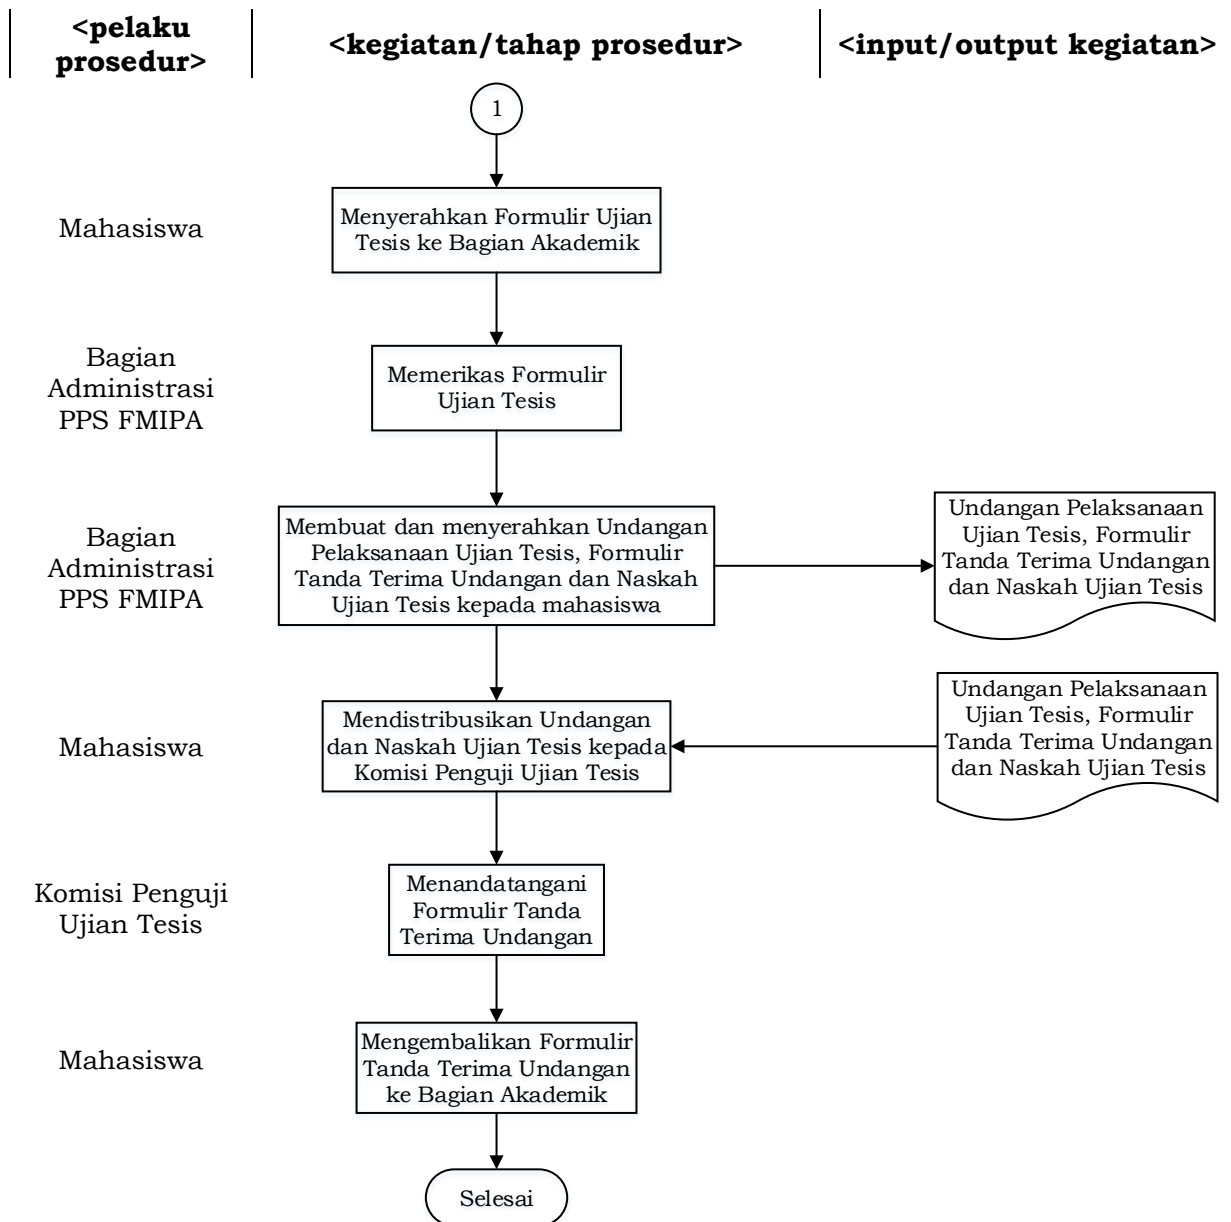 <pelaku
prosedur>
<kegiatan/tahap prosedur>
<input/output kegiatan>
1
Mahasiswa
Menyerahkan Formulir Ujian
Tesis ke Bagian Akademik
Bagian
Administrasi
PPS FMIPA
Memerikas Formulir
Ujian Tesis
Bagian
Administrasi
PPS FMIPA
Membuat dan menyerahkan Undangan
Pelaksanaan Ujian Tesis, Formulir
Tanda Terima Undangan dan Naskah
Ujian Tesis kepada mahasiswa
Undangan Pelaksanaan
Ujian Tesis, Formulir
Tanda Terima Undangan
dan Naskah Ujian Tesis
Mahasiswa
Mendistribusikan Undangan
dan Naskah Ujian Tesis kepada
Komisi Penguji Ujian Tesis
Undangan Pelaksanaan
Ujian Tesis, Formulir
Tanda Terima Undangan
dan Naskah Ujian Tesis
Komisi Penguji
Ujian Tesis
Menandatangani
Formulir Tanda
Terima Undangan
Mahasiswa
Mengembalikan Formulir
Tanda Terima Undangan
ke Bagian Akademik
Selesai